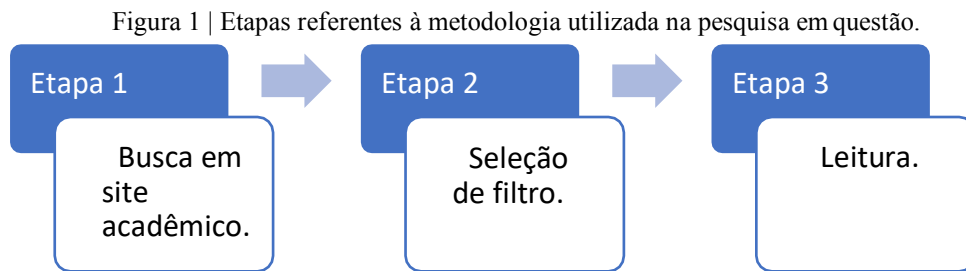 Figura 1 | Etapas referentes à metodologia utilizada na pesquisa em questão.
Etapa 1
Busca em
site
acadêmico.
Etapa 2
Seleção
de filtro.
Etapa 3
Leitura.